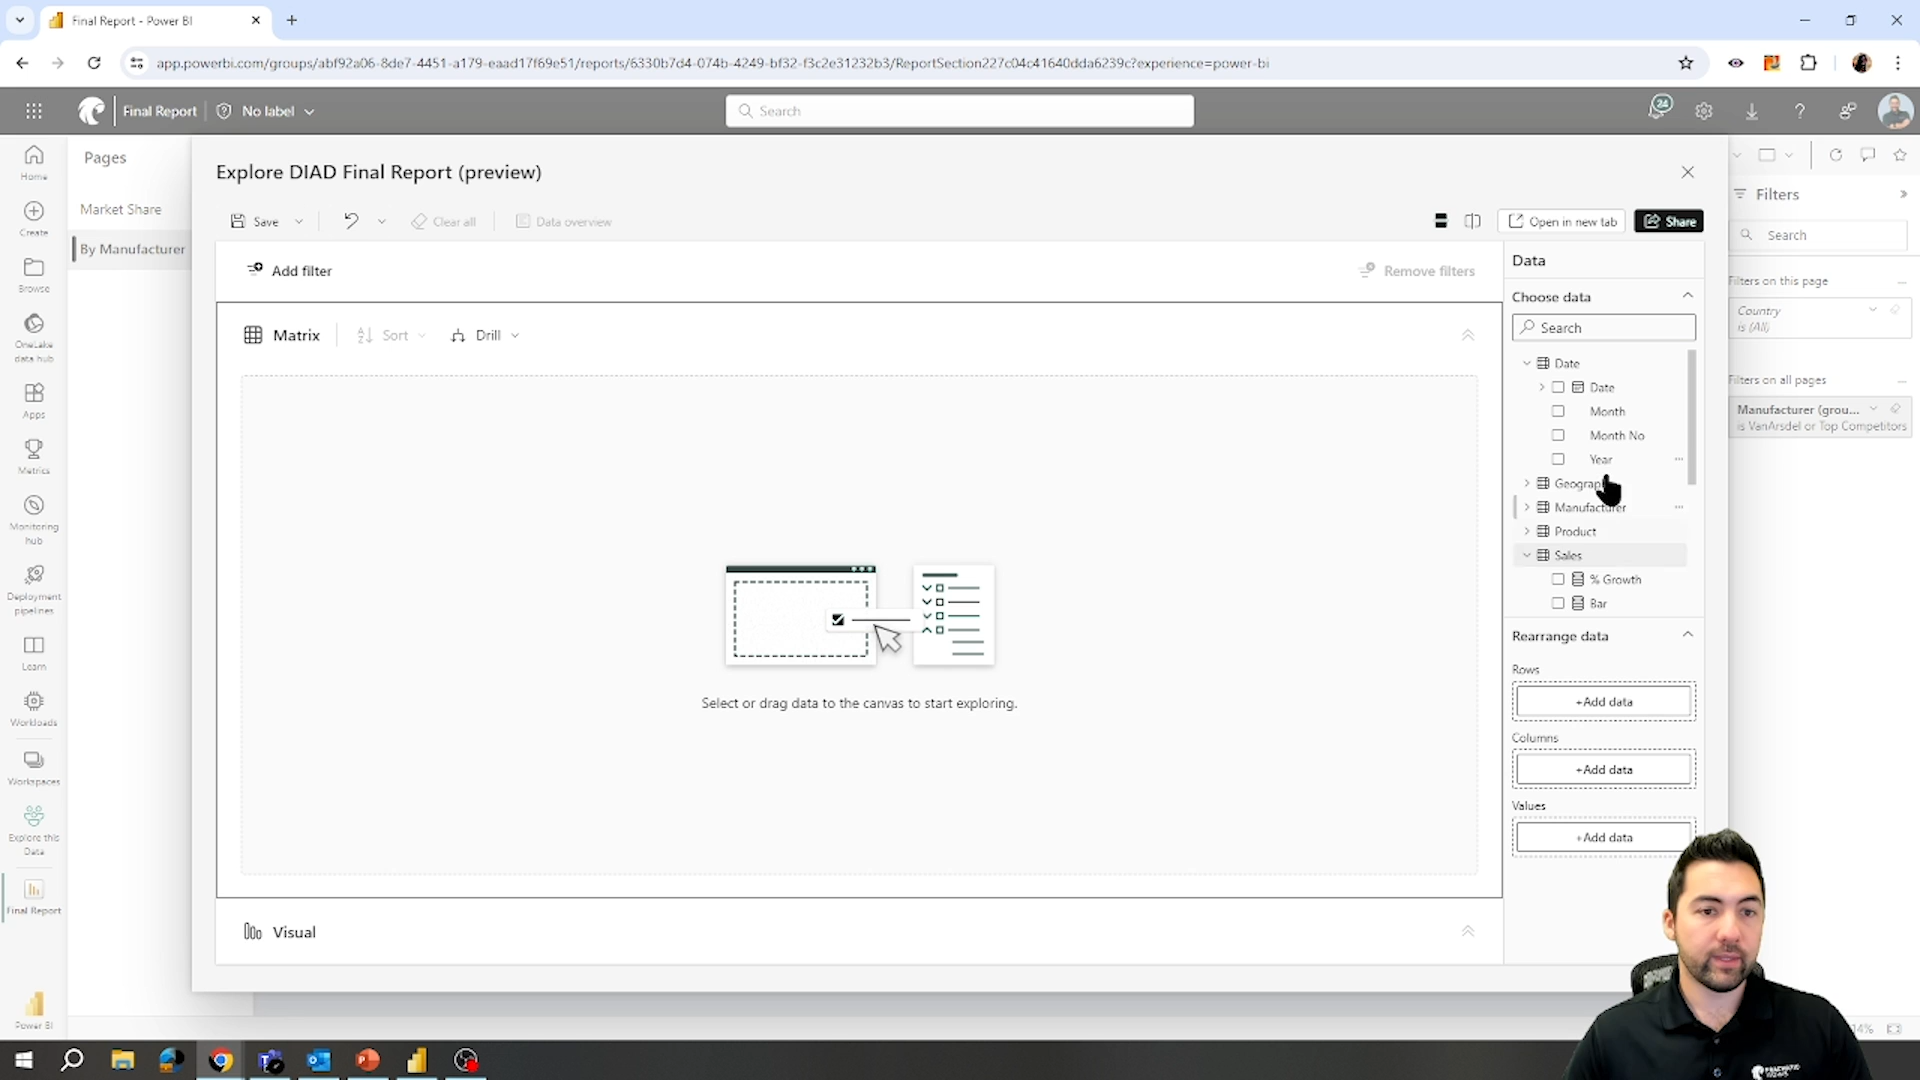 Final Report - Power BI
app.powerbi.com/groups/abf92a06-8de7-4451-a179-eaad17f69e51/reports/6330b7d4-074b-4249-bf32-f3c2e31232b3/ReportSection227c04c41640dda6239c?experience=power-bi
Final Report
No label
Search
24
Home
Create
Browse
OneLake
data hub
Apps
Metrics
Monitoring
hub
Deployment
pipelines
Learn
Workloads
Workspaces
Explore this
Data
Final Report
Power BI
Pages
Market Share
By Manufacturer
Explore DIAD Final Report (preview)
Save
Clear all
Data overview
Open in new tab
Share
Add filter
Remove filters
Matrix
Sort
Drill
Select or drag data to the canvas to start exploring.
Visual
Data
Choose data
Search
Date
Date
Month
Month No
Year
Manufacturer
Product
Sales
% Growth
Bar
Rearrange data
Rows
+Add data
Columns
+Add data
Values
+Add data
Filters
Search
Filters on this page
Country
is (All)
Filters on all pages
Manufacturer (grou...
is VanArsdel or Top Competitors